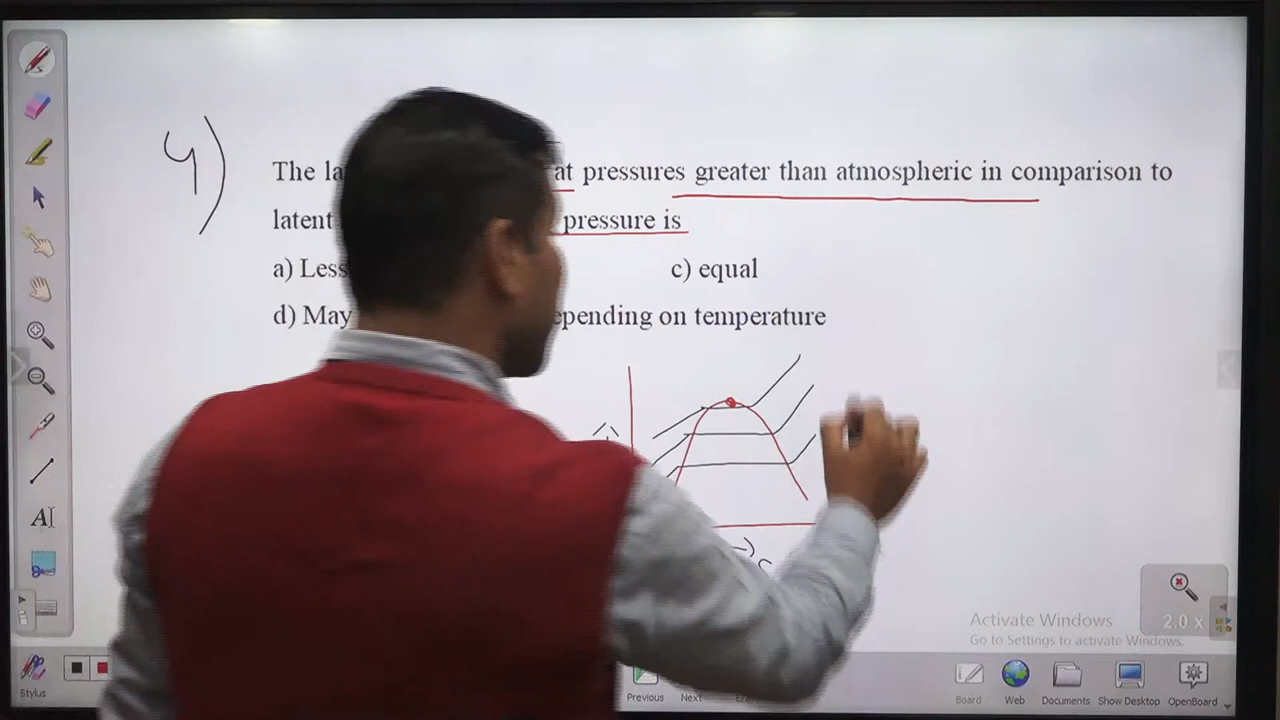 4)
The la at pressures greater than atmospheric in comparison to
latent pressure is
a) Less c) equal
d) May epending on temperature
Activate Windows
Go to Settings to activate Windows.
2.0 x
Stylus
Previous Next
Board Web Documents Show Desktop OpenBoard